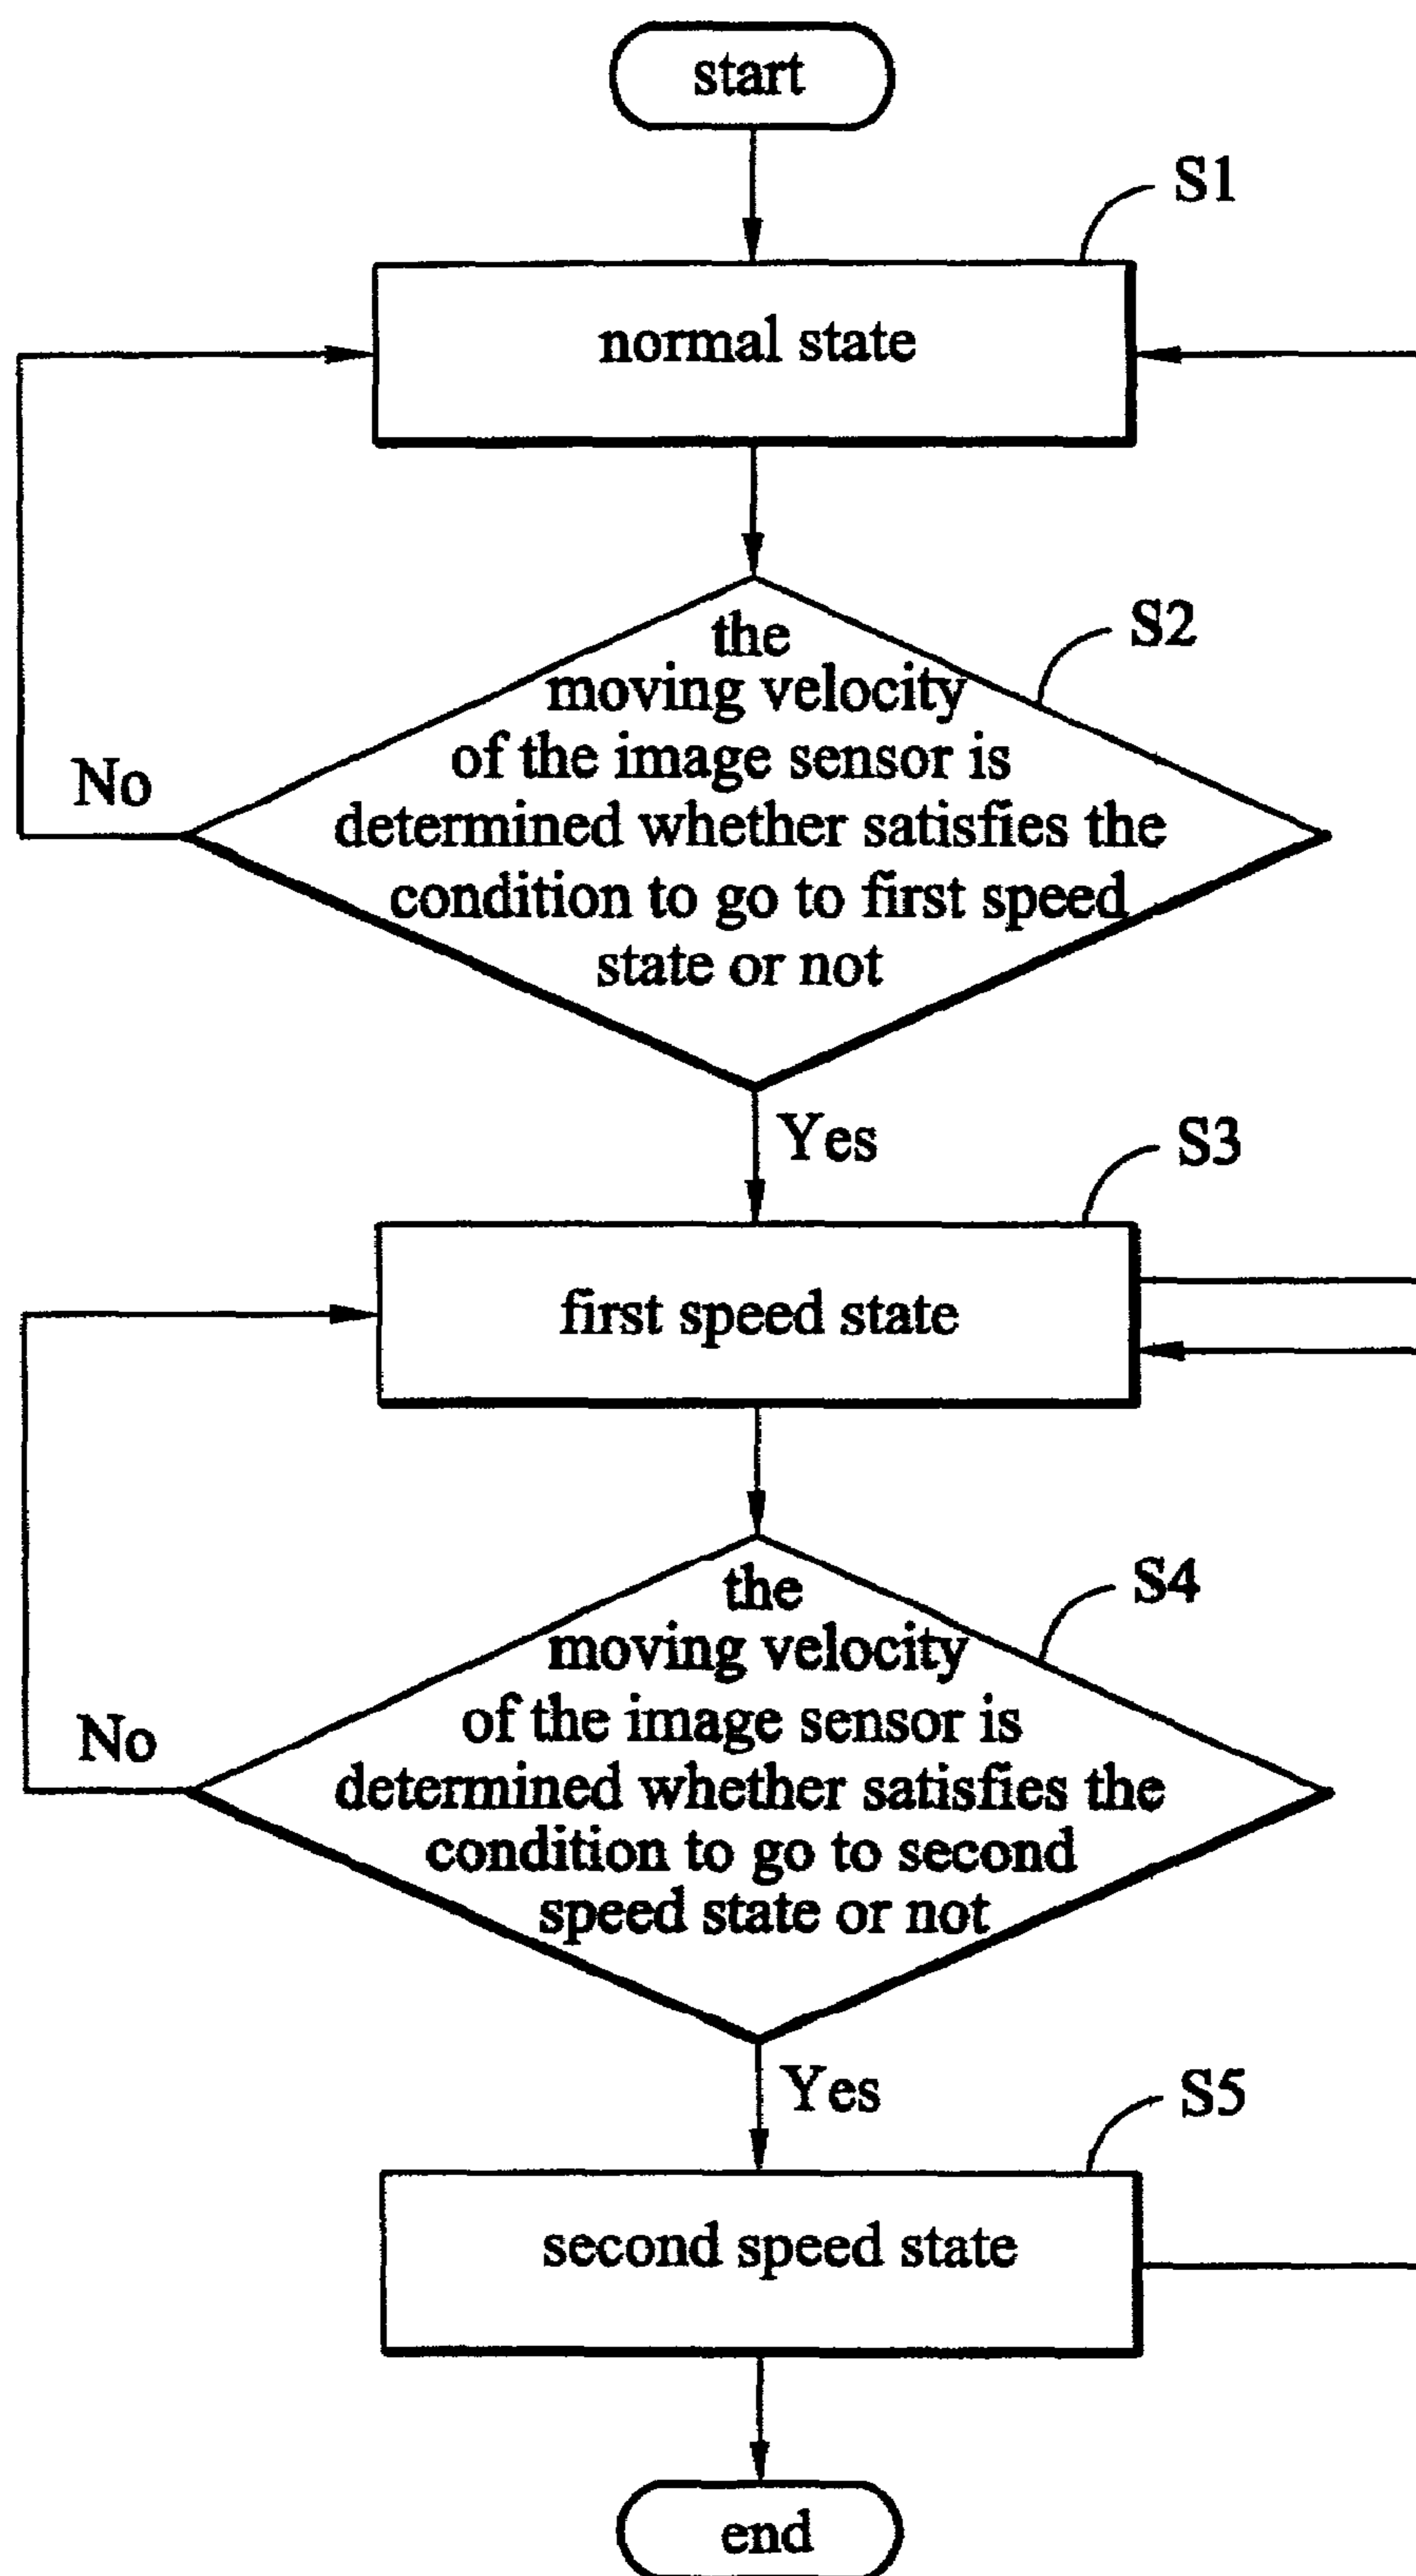 start
S1
normal state
S2
the
moving velocity
of the image sensor is
No
determined whether satisfies the
condition to go to first speed
state or not
Yes
S3
first speed state
S4
the
moving velocity
of the image sensor is
No
determined whether satisfies the
condition to go to second
speed state or not
Yes
S5
second speed state
end